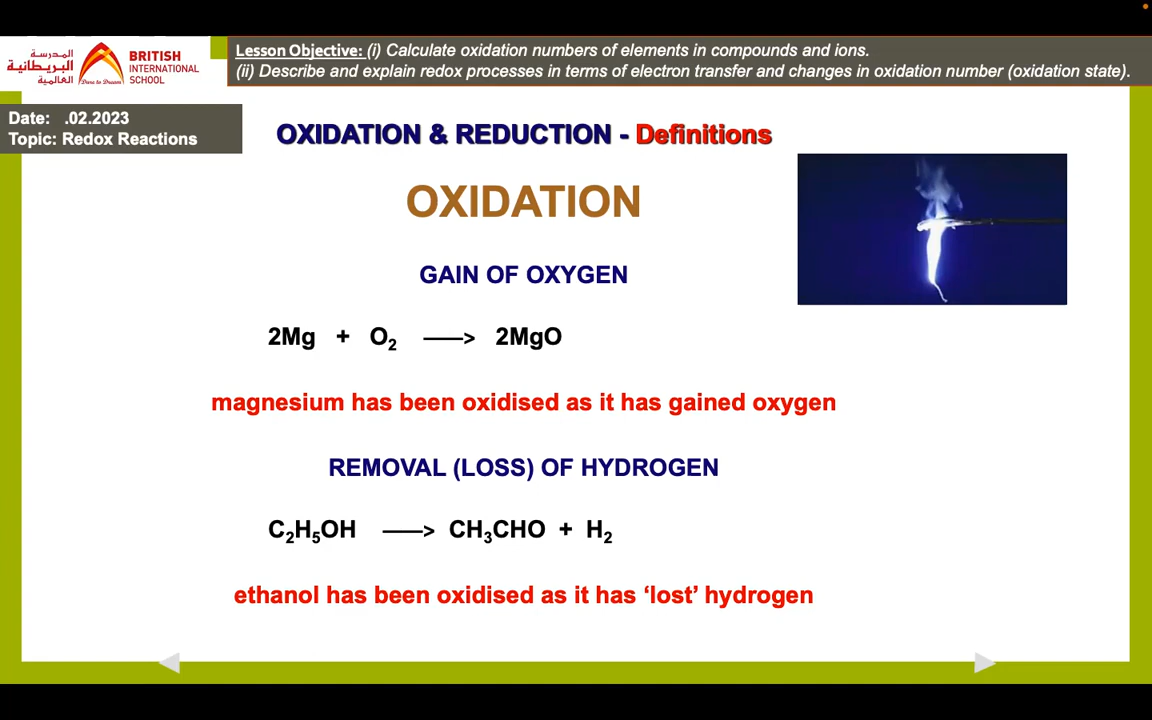 المدرسة
البريطانية
العالمية
Dare to Dream
BRITISH
INTERNATIONAL
SCHOOL
Lesson Objective: (i) Calculate oxidation numbers of elements in compounds and ions.
(ii) Describe and explain redox processes in terms of electron transfer and changes in oxidation number (oxidation state).
Date: .02.2023
Topic: Redox Reactions
OXIDATION & REDUCTION - Definitions
OXIDATION
GAIN OF OXYGEN
2Mg + O₂ ——> 2MgO
magnesium has been oxidised as it has gained oxygen
REMOVAL (LOSS) OF HYDROGEN
C₂H₅OH ——> CH₃CHO + H₂
ethanol has been oxidised as it has ‘lost’ hydrogen